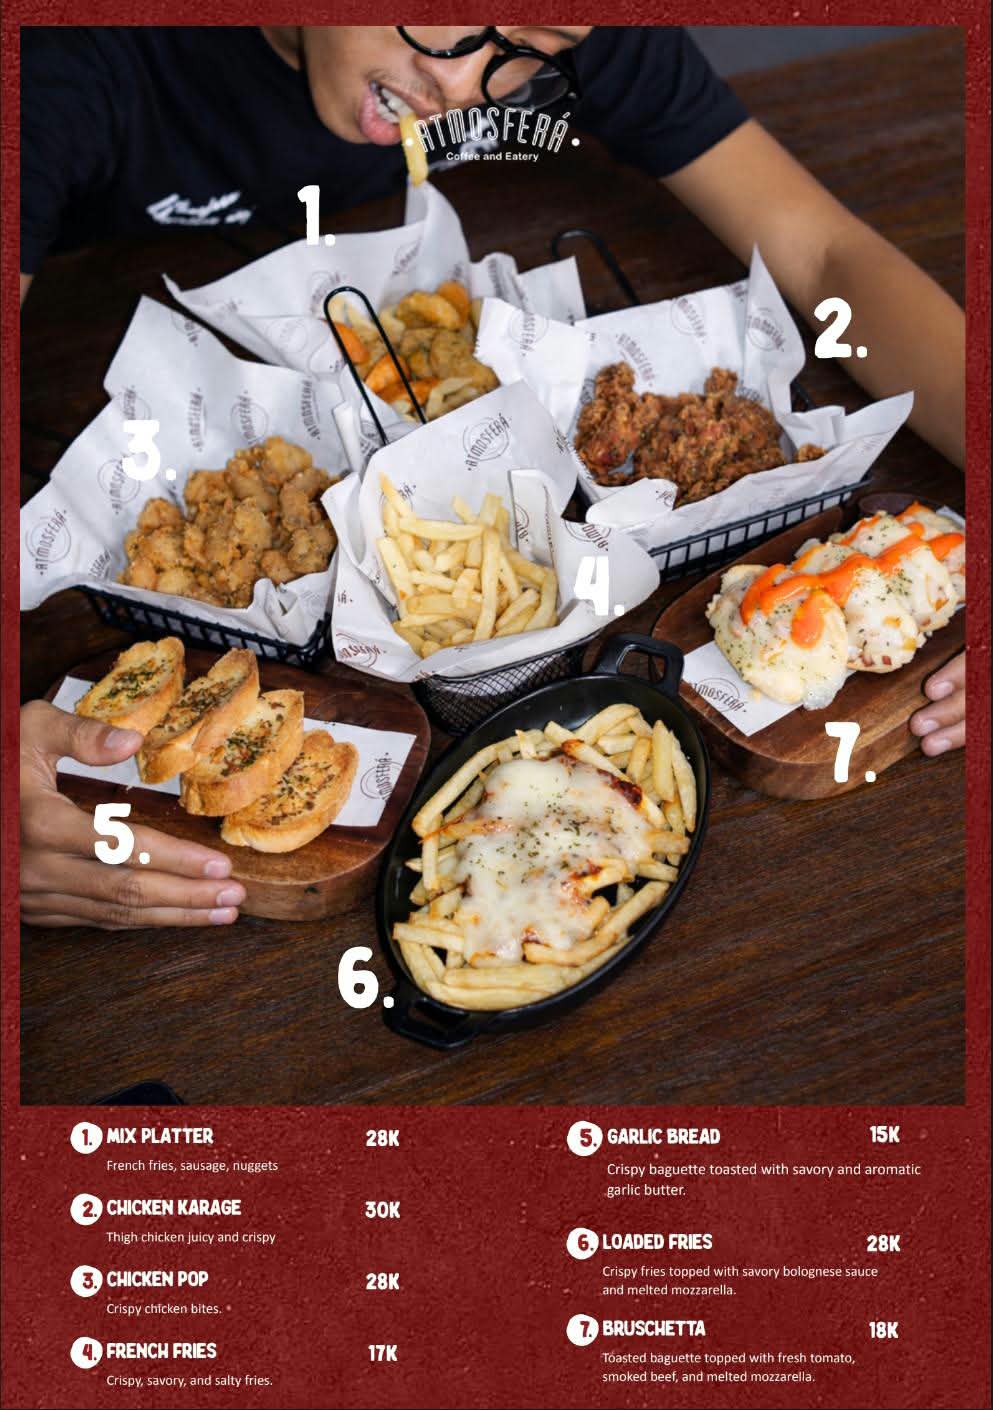 ATMOSFERÁ
Coffee and Eatery
1.
2.
3.
4.
5.
6.
7.
ATMOSFERÁ
ATMOSFERÁ
ATMOSFERÁ
ATMOSFERÁ
1. MIX PLATTER 28K
French fries, sausage, nuggets
2. CHICKEN KARAGE 30K
Thigh chicken juicy and crispy
3. CHICKEN POP 28K
Crispy chicken bites.
4. FRENCH FRIES 17K
Crispy, savory, and salty fries.
5. GARLIC BREAD 15K
Crispy baguette toasted with savory and aromatic
garlic butter.
6. LOADED FRIES 28K
Crispy fries topped with savory bolognese sauce
and melted mozzarella.
7. BRUSCHETTA 18K
Toasted baguette topped with fresh tomato,
smoked beef, and melted mozzarella.